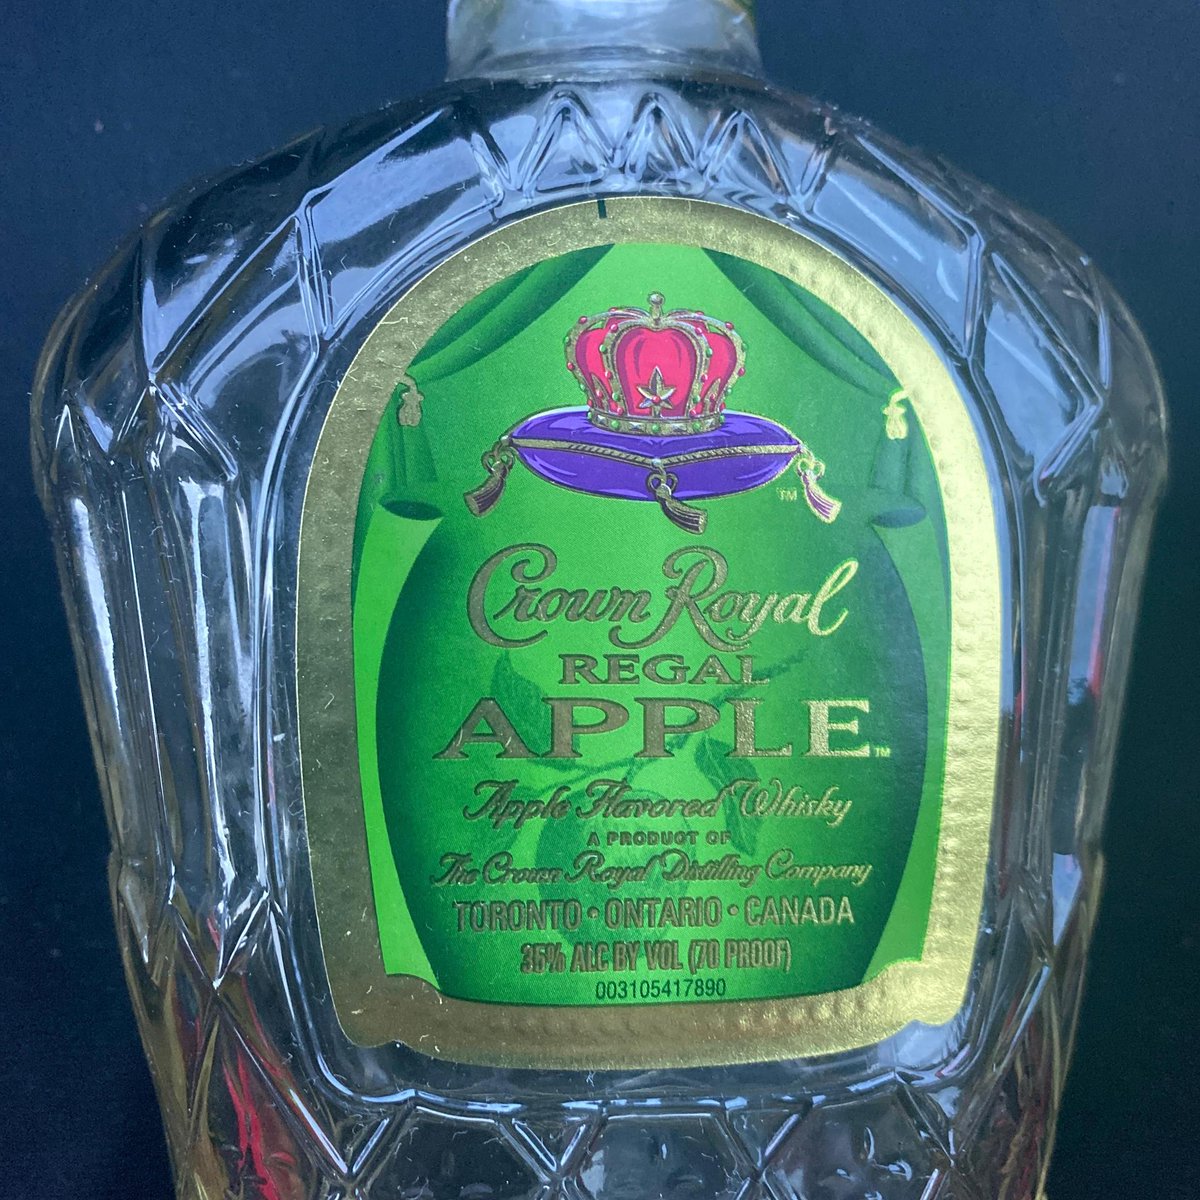 TM
Crown Royal
REGAL
APPLE TM
Apple Flavored Whisky
A PRODUCT OF
The Crown Royal Distilling Company
TORONTO • ONTARIO • CANADA
35% ALC BY VOL (70 PROOF)
003105417890